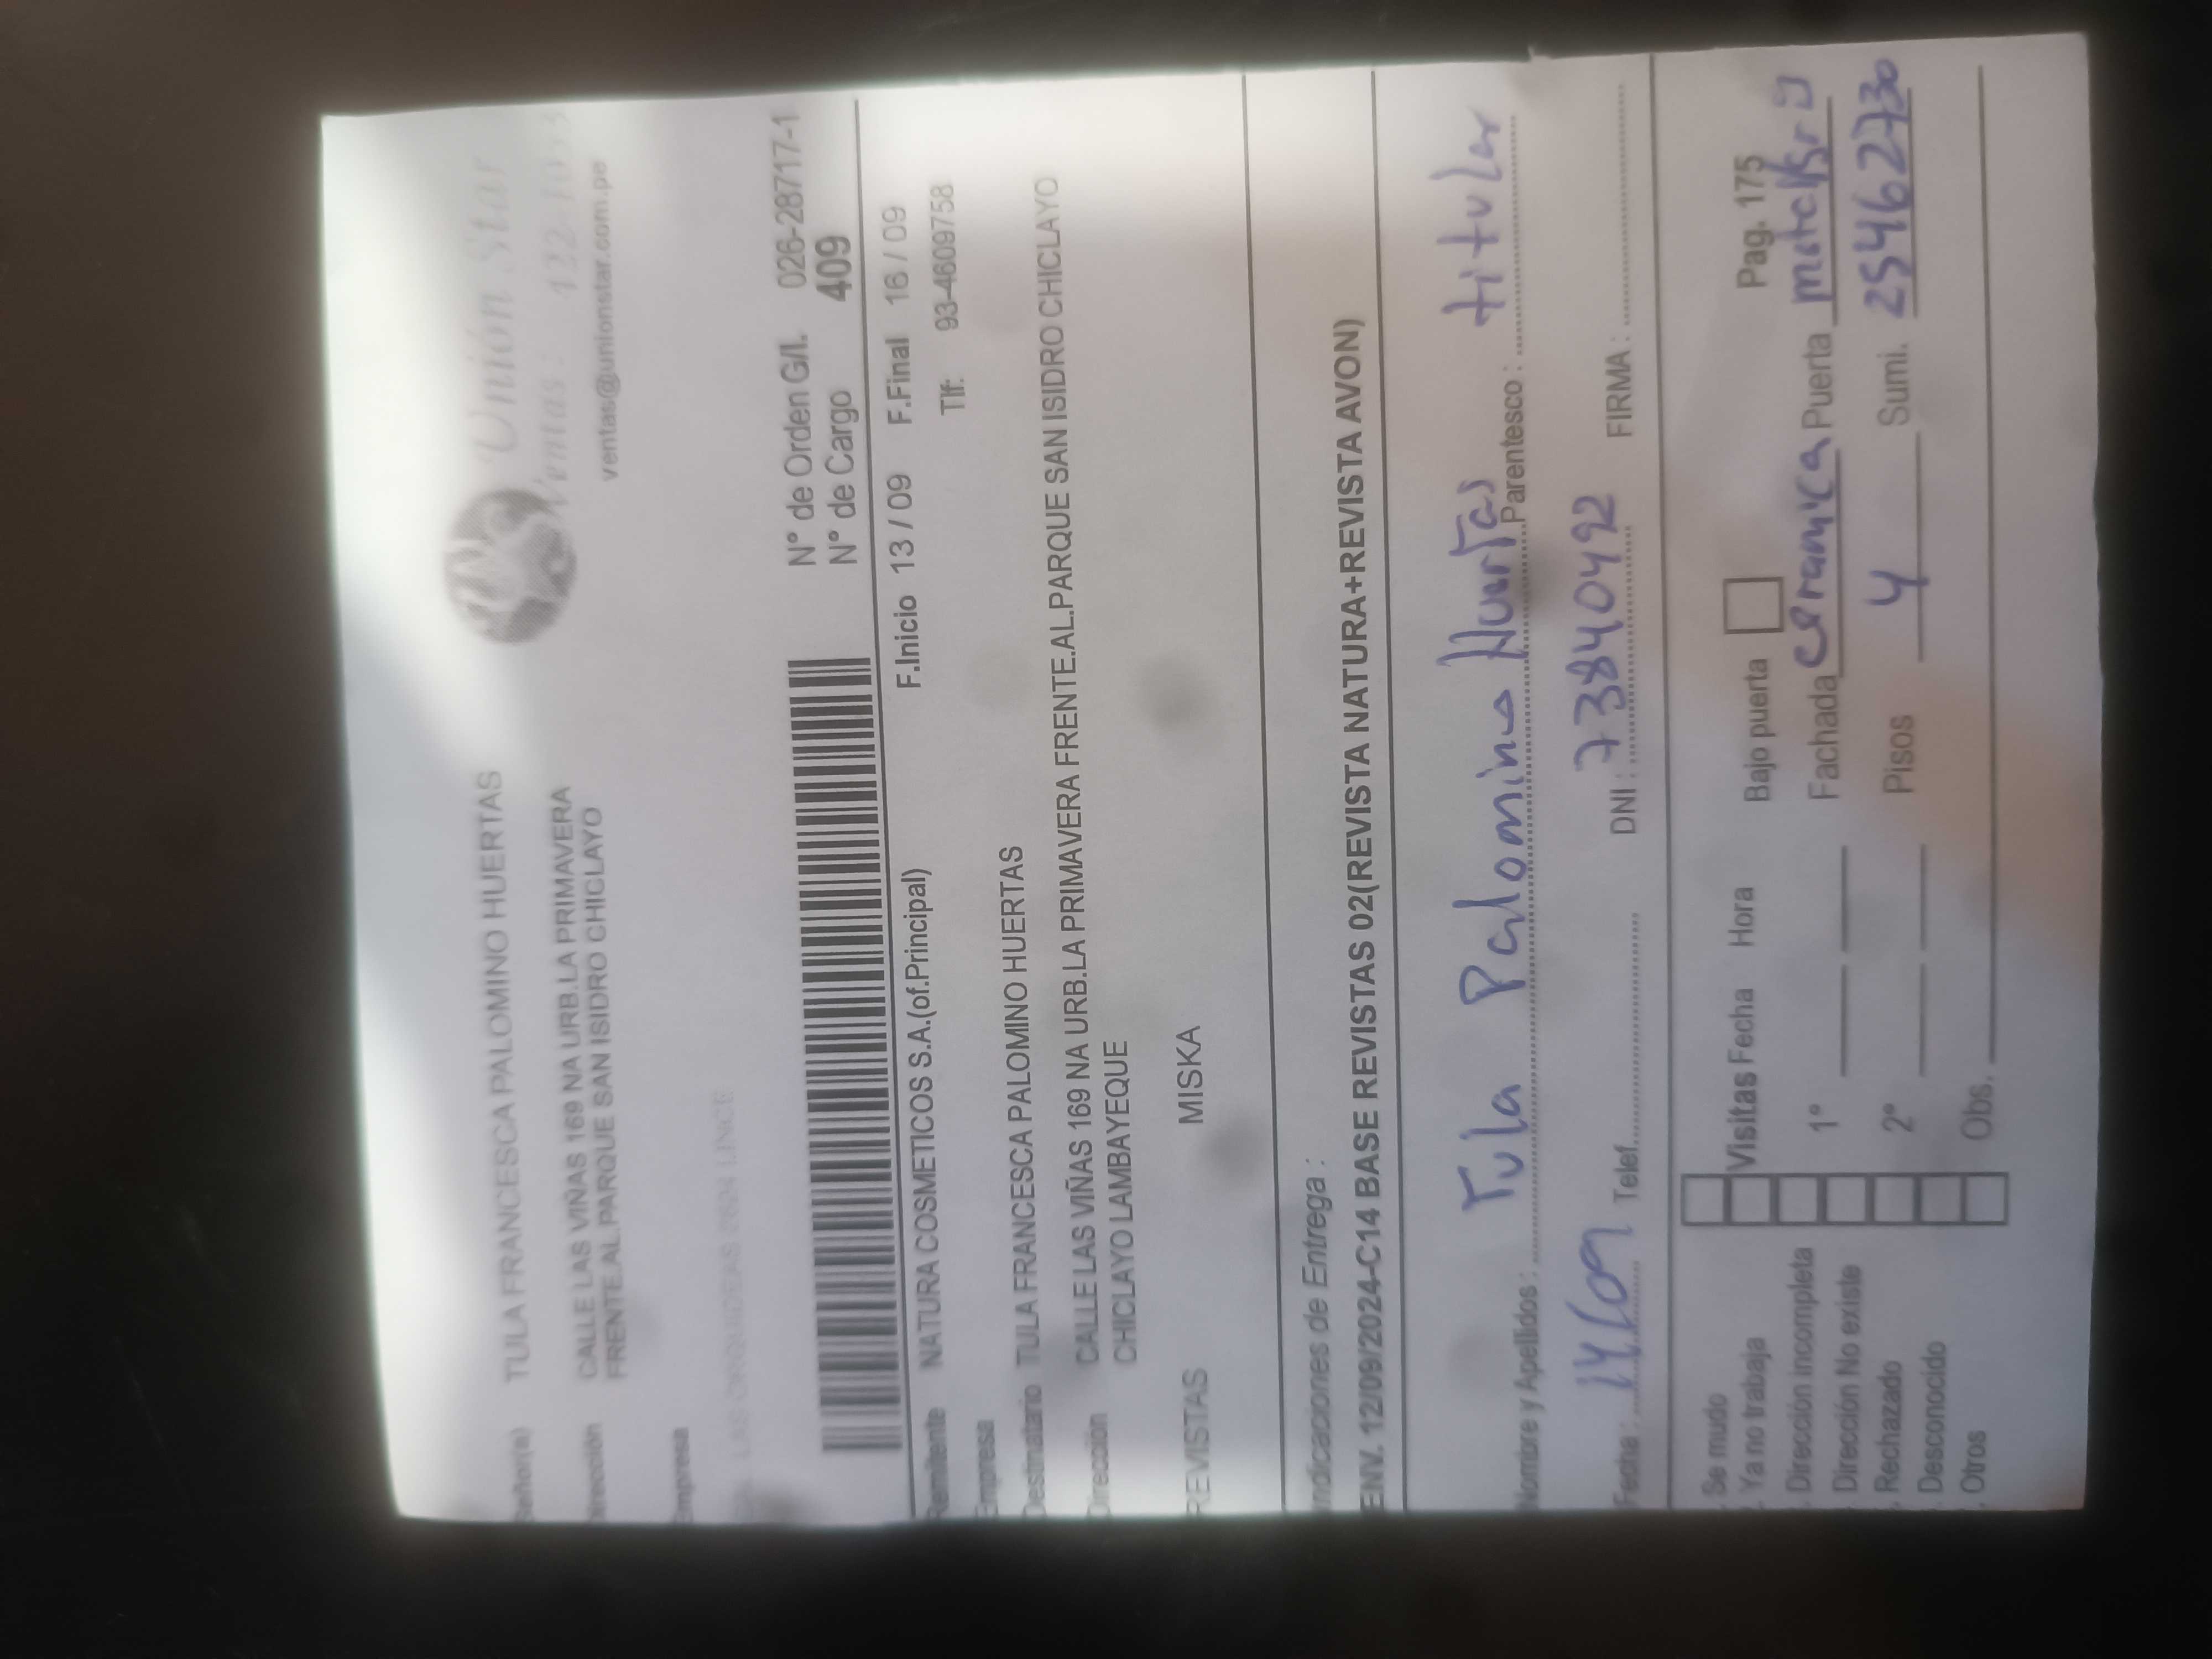 Unión Star
Ventas:
ventas@unionstar.com.pe
Señor(a) TULA FRANCESCA PALOMINO HUERTAS
Dirección CALLE LAS VIÑAS 169 NA URB.LA PRIMAVERA
FRENTE.AL.PARQUE SAN ISIDRO CHICLAYO
Empresa
N° de Orden G/I. 026-28717-1
N° de Cargo 409
F.Inicio 13 / 09 F.Final 16 / 09
Remitente NATURA COSMETICOS S.A.(of.Principal)
Empresa Tlf: 93-4609758
Destinatario TULA FRANCESCA PALOMINO HUERTAS
Dirección CALLE LAS VIÑAS 169 NA URB.LA PRIMAVERA FRENTE.AL.PARQUE SAN ISIDRO CHICLAYO
CHICLAYO LAMBAYEQUE
REVISTAS MISKA
Indicaciones de Entrega :
ENV. 12/09/2024-C14 BASE REVISTAS 02(REVISTA NATURA+REVISTA AVON)
Nombre y Apellidos : Tula Palomino Huertas Parentesco : titular
Fecha : 14/09 Telef. DNI : 73840492 FIRMA :
Se mudo
Ya no trabaja Visitas Fecha Hora Bajo puerta Pag. 175
Dirección incompleta 1º Fachada Ceramica Puerta
Dirección No existe
Rechazado 2º Pisos 4 Sumi. 25462730
Desconocido
Otros Obs.